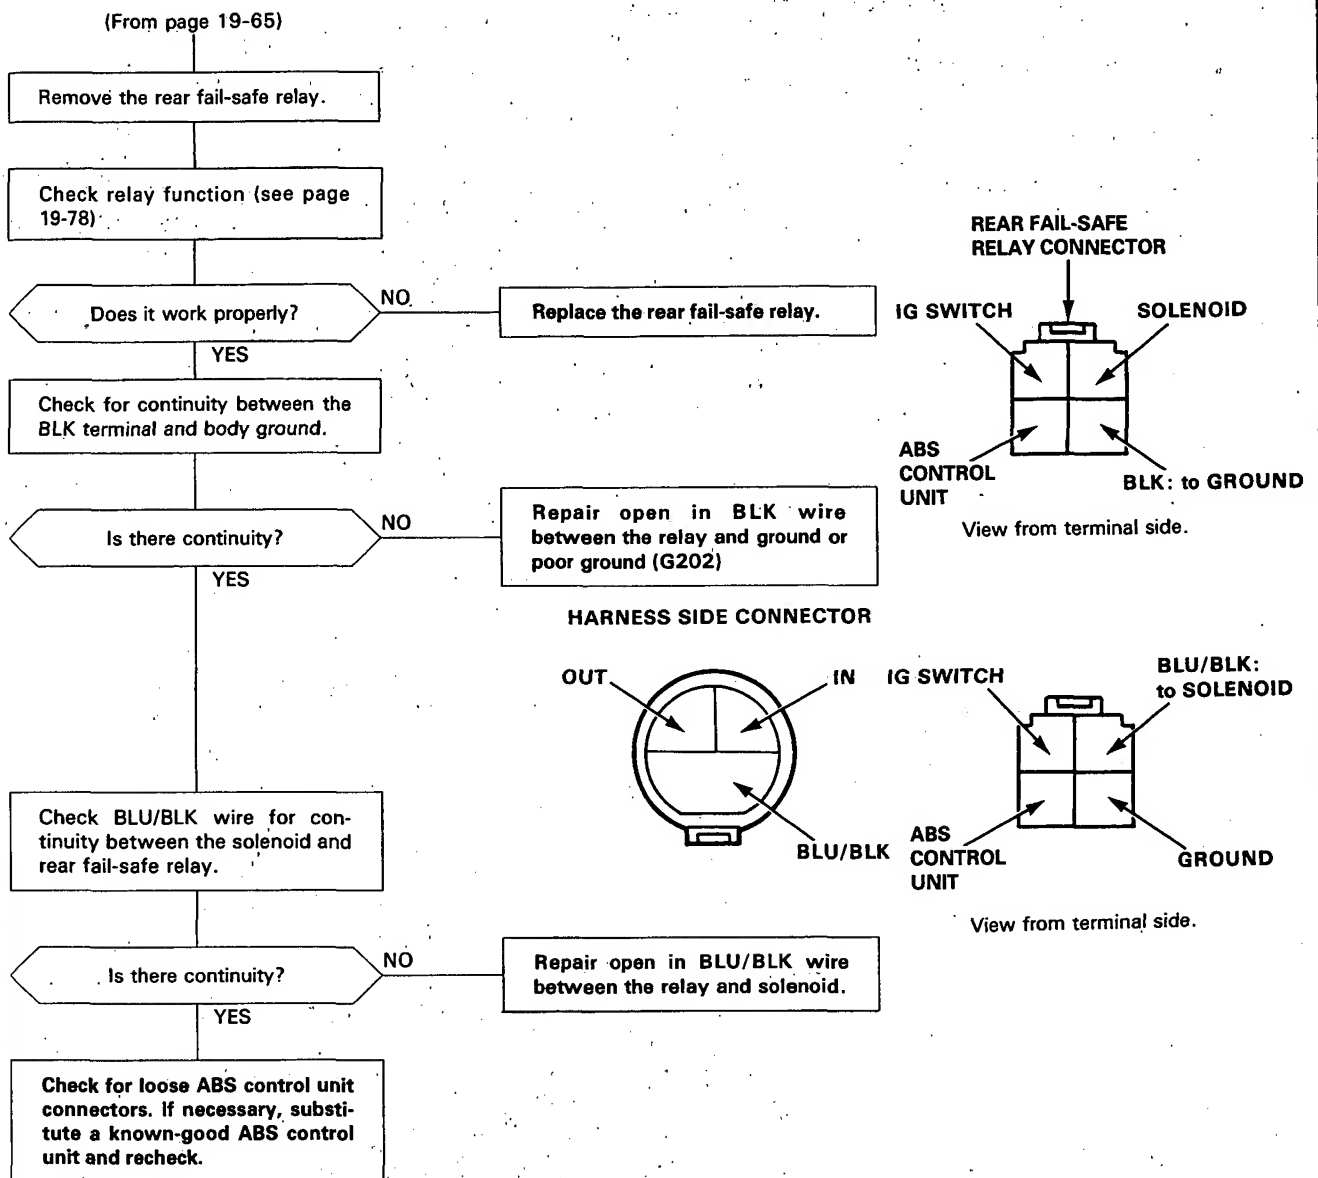 (From page 19-65)
Remove the rear fail-safe relay.
Check relay function (see page
19-78)
Does it work properly?
NO
Replace the rear fail-safe relay.
YES
Check for continuity between the
BLK terminal and body ground.
Is there continuity?
NO
Repair open in BLK wire
between the relay and ground or
poor ground (G202)
YES
REAR FAIL-SAFE
RELAY CONNECTOR
IG SWITCH
SOLENOID
ABS
CONTROL
UNIT
BLK: to GROUND
View from terminal side.
HARNESS SIDE CONNECTOR
OUT
IN
BLU/BLK
IG SWITCH
BLU/BLK:
to SOLENOID
ABS
CONTROL
UNIT
GROUND
View from terminal side.
Check BLU/BLK wire for con-
tinuity between the solenoid and
rear fail-safe relay.
Is there continuity?
NO
Repair open in BLU/BLK wire
between the relay and solenoid.
YES
Check for loose ABS control unit
connectors. If necessary, substi-
tute a known-good ABS control
unit and recheck.